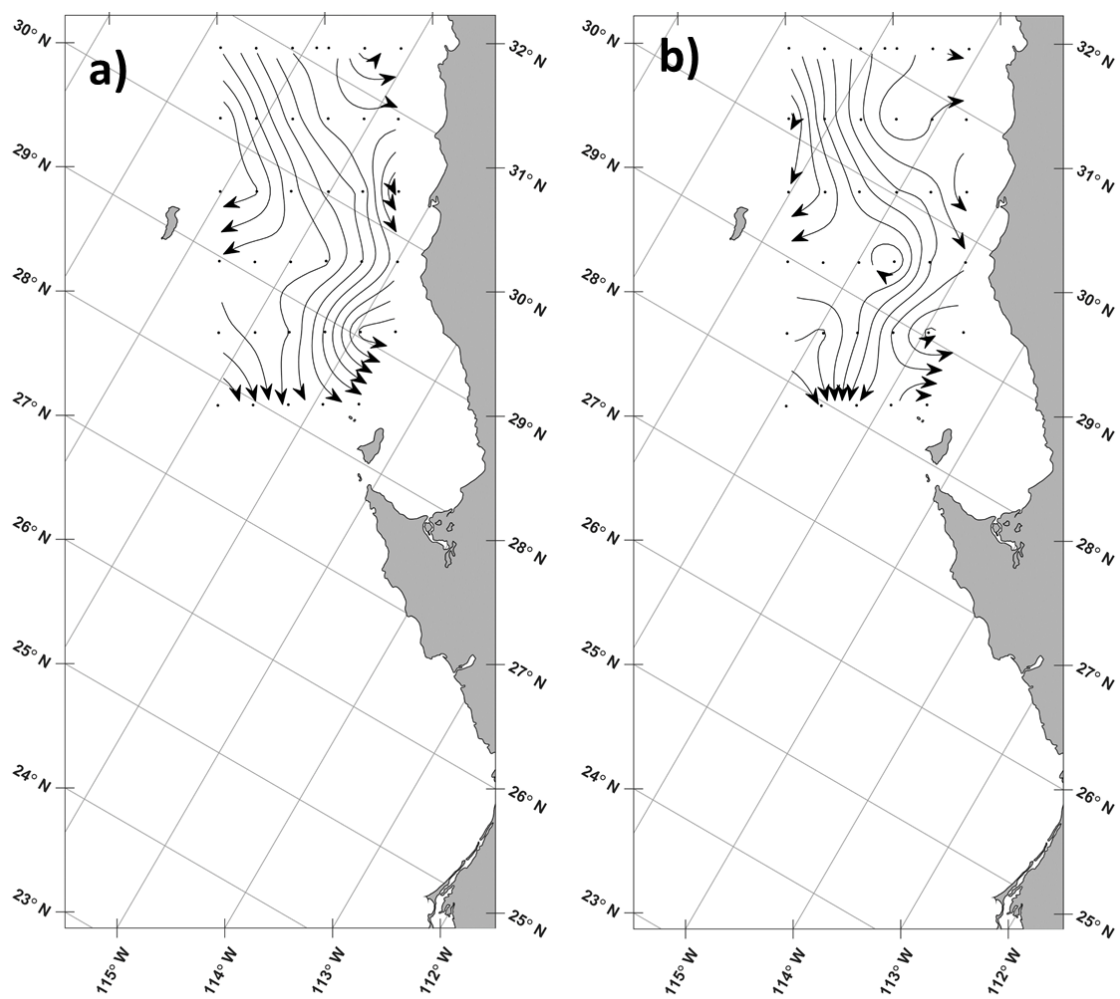 a)
30° N
29° N
28° N
27° N
26° N
25° N
24° N
23° N
32° N
31° N
30° N
29° N
28° N
27° N
26° N
25° N
115° W
114° W
113° W
112° W
b)
30° N
29° N
28° N
27° N
26° N
25° N
24° N
23° N
32° N
31° N
30° N
29° N
28° N
27° N
26° N
25° N
115° W
114° W
113° W
112° W